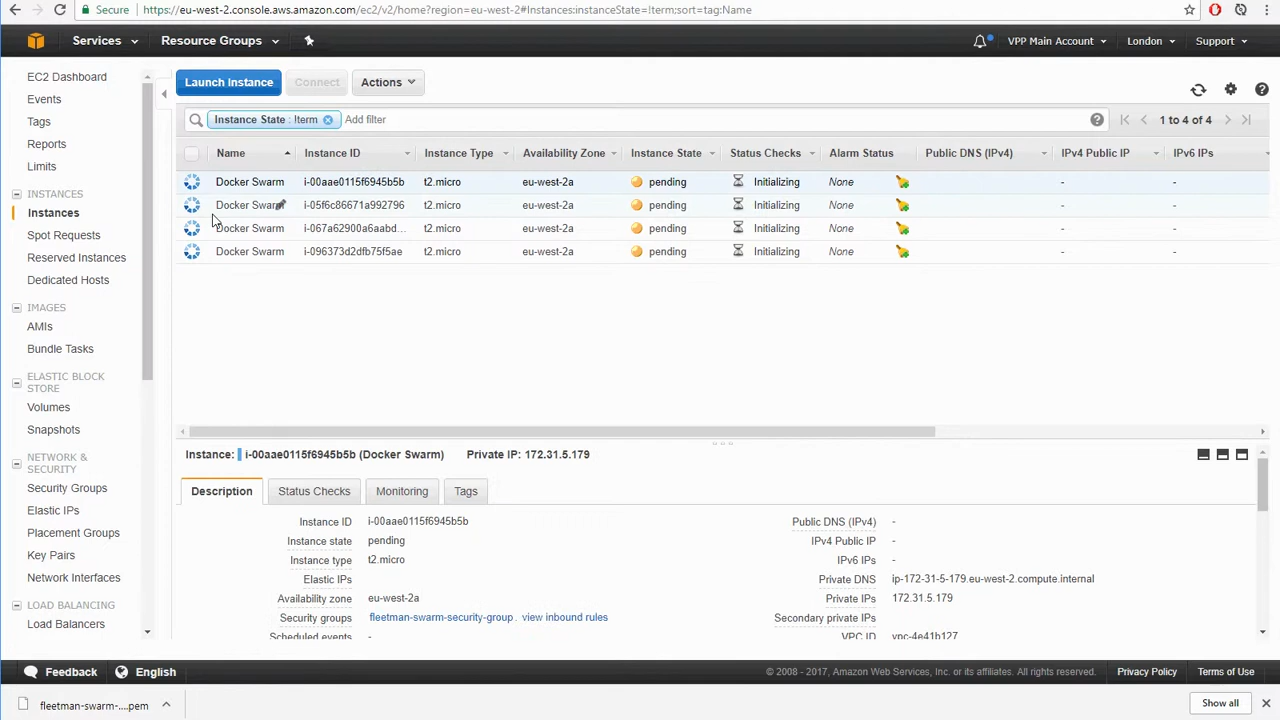 Secure
https://eu-west-2.console.aws.amazon.com/ec2/v2/home?region=eu-west-2#Instances:instanceState=!term;sort=tag:Name
Services
Resource Groups
VPP Main Account
London
Support
EC2 Dashboard
Events
Tags
Reports
Limits
INSTANCES
Instances
Spot Requests
Reserved Instances
Dedicated Hosts
IMAGES
AMIs
Bundle Tasks
ELASTIC BLOCK
STORE
Volumes
Snapshots
NETWORK &
SECURITY
Security Groups
Elastic IPs
Placement Groups
Key Pairs
Network Interfaces
LOAD BALANCING
Load Balancers
Launch Instance
Connect
Actions
Instance State : !term
Add filter
1 to 4 of 4
Name Instance ID Instance Type Availability Zone Instance State Status Checks Alarm Status Public DNS (IPv4) IPv4 Public IP IPv6 IPs
Docker Swarm i-00aae0115f6945b5b t2.micro eu-west-2a pending Initializing None - -
Docker Swarm i-05f6c86671a992796 t2.micro eu-west-2a pending Initializing None - -
Docker Swarm i-067a62900a6aabd... t2.micro eu-west-2a pending Initializing None - -
Docker Swarm i-096373d2dfb75f5ae t2.micro eu-west-2a pending Initializing None - -
Instance: i-00aae0115f6945b5b (Docker Swarm) Private IP: 172.31.5.179
Description Status Checks Monitoring Tags
Instance ID i-00aae0115f6945b5b
Instance state pending
Instance type t2.micro
Elastic IPs
Availability zone eu-west-2a
Security groups fleetman-swarm-security-group. view inbound rules
Scheduled events -
Public DNS (IPv4) -
IPv4 Public IP -
IPv6 IPs -
Private DNS ip-172-31-5-179.eu-west-2.compute.internal
Private IPs 172.31.5.179
Secondary private IPs
VPC ID vpc-4e41b127
Feedback
English
© 2008 - 2017, Amazon Web Services, Inc. or its affiliates. All rights reserved.
Privacy Policy
Terms of Use
fleetman-swarm-....pem
Show all